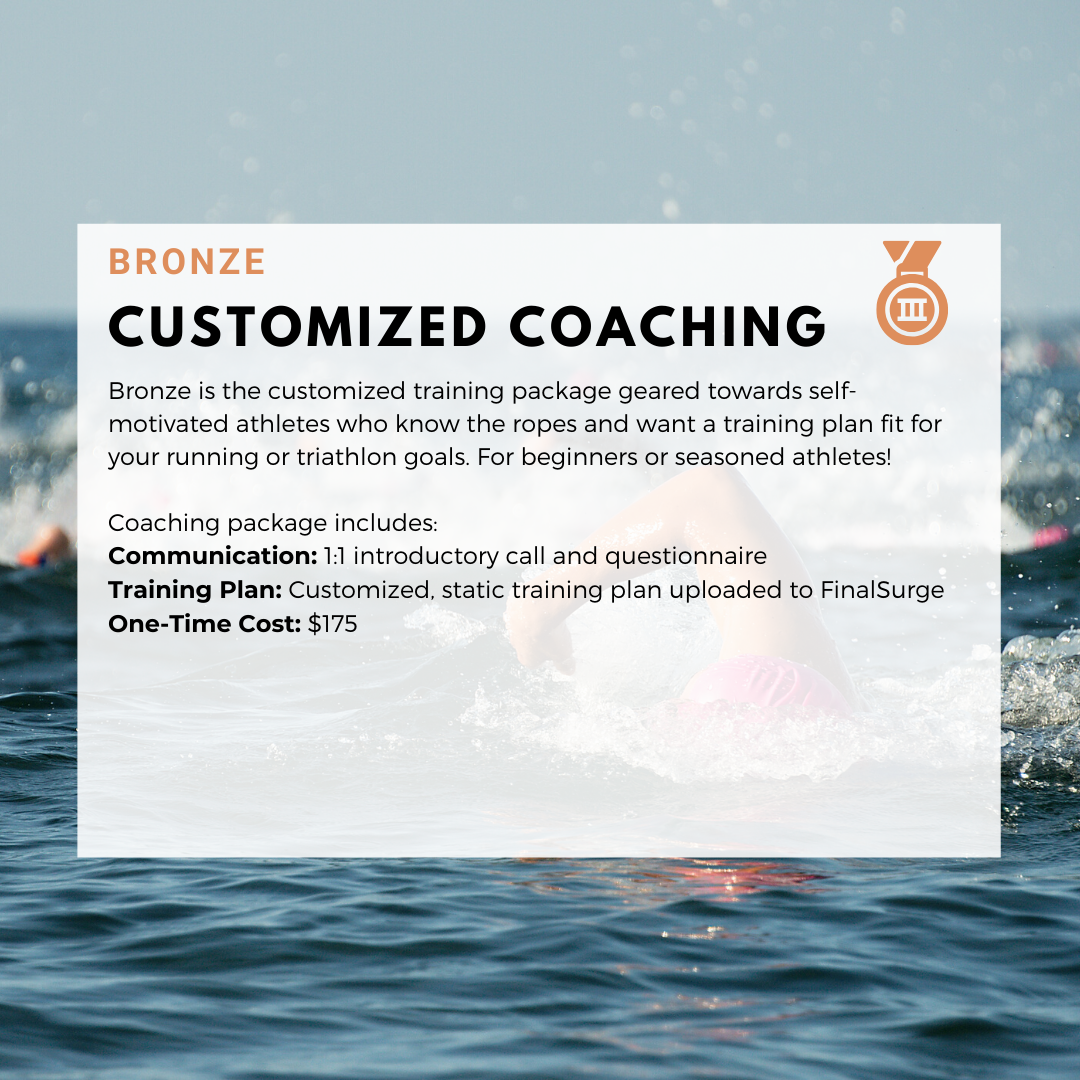 BRONZE
CUSTOMIZED COACHING
III
Bronze is the customized training package geared towards self-
motivated athletes who know the ropes and want a training plan fit for
your running or triathlon goals. For beginners or seasoned athletes!
Coaching package includes:
Communication: 1:1 introductory call and questionnaire
Training Plan: Customized, static training plan uploaded to FinalSurge
One-Time Cost: $175